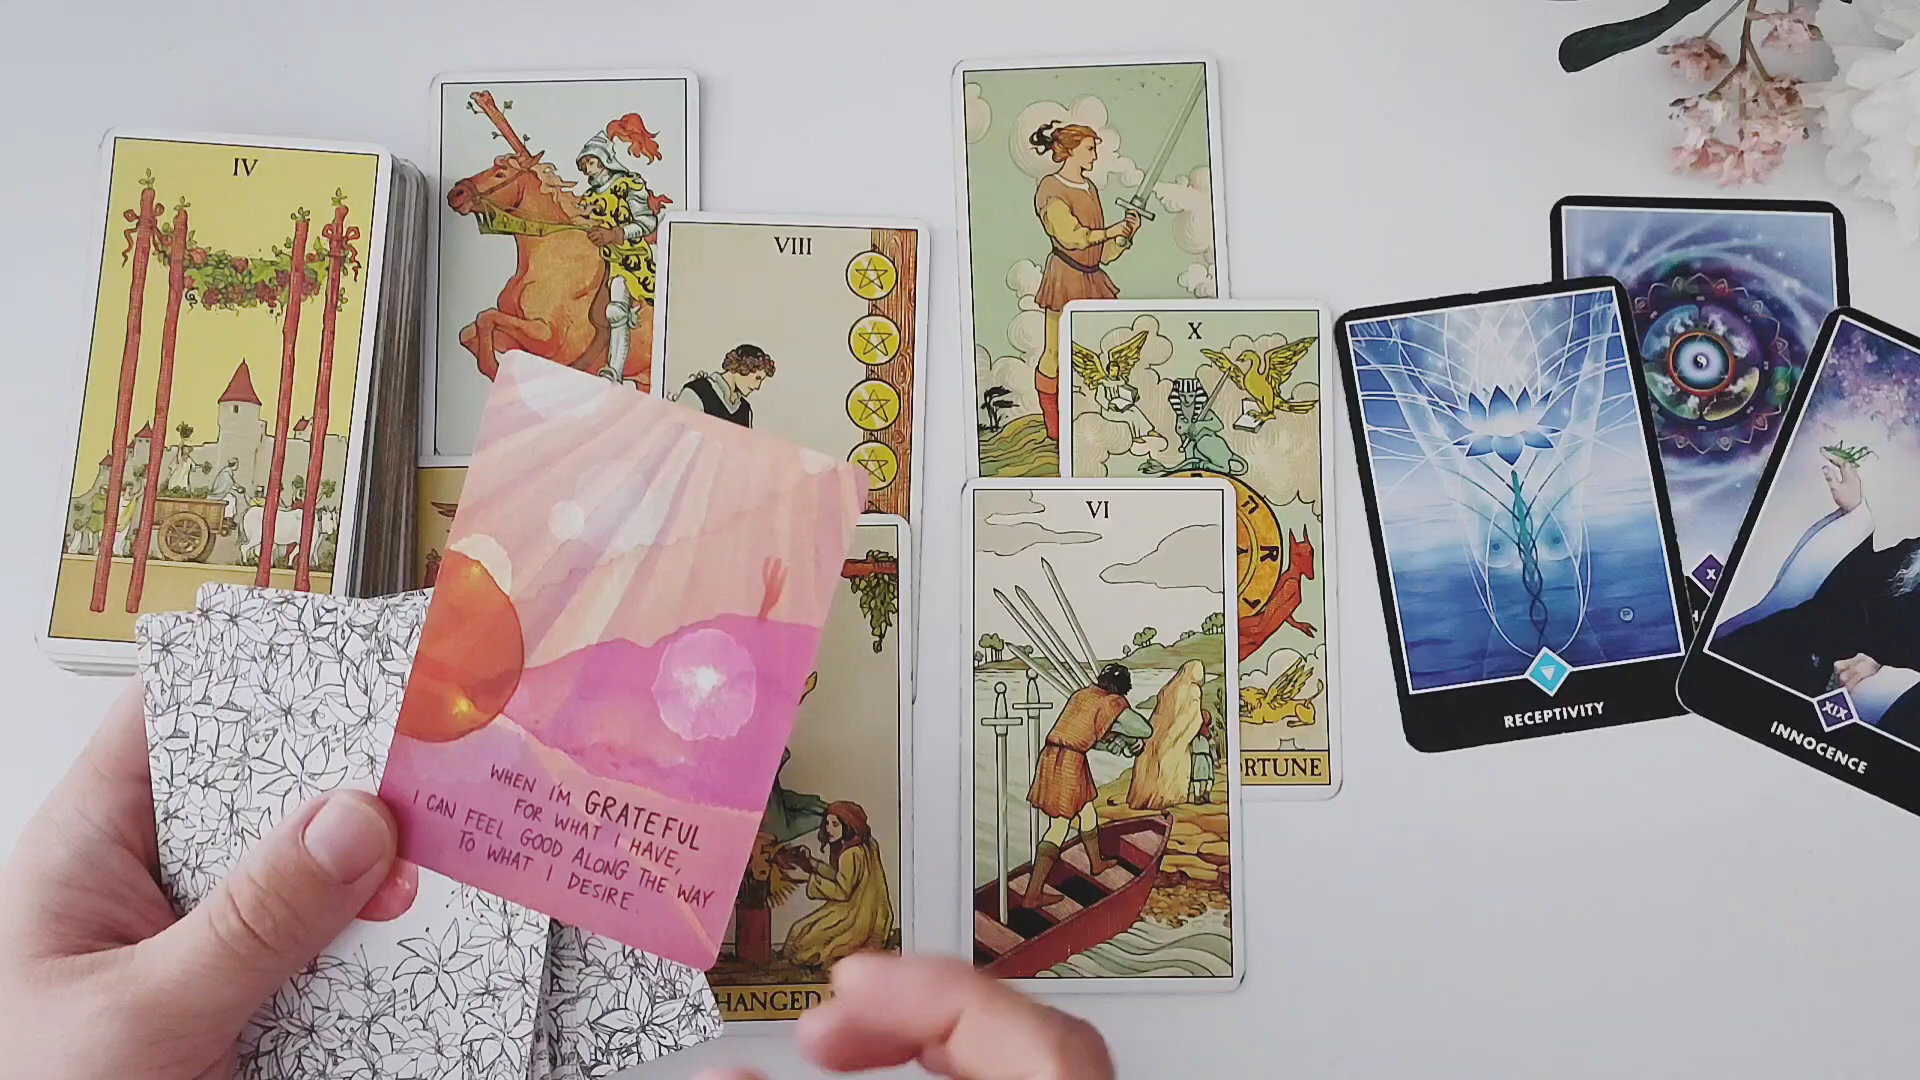 IV
VIII
X
RTUNE
VI
HANGED
WHEN I'M GRATEFUL
FOR WHAT I HAVE,
I CAN FEEL GOOD ALONG THE WAY
TO WHAT I DESIRE.
RECEPTIVITY
X
XIX
INNOCENCE